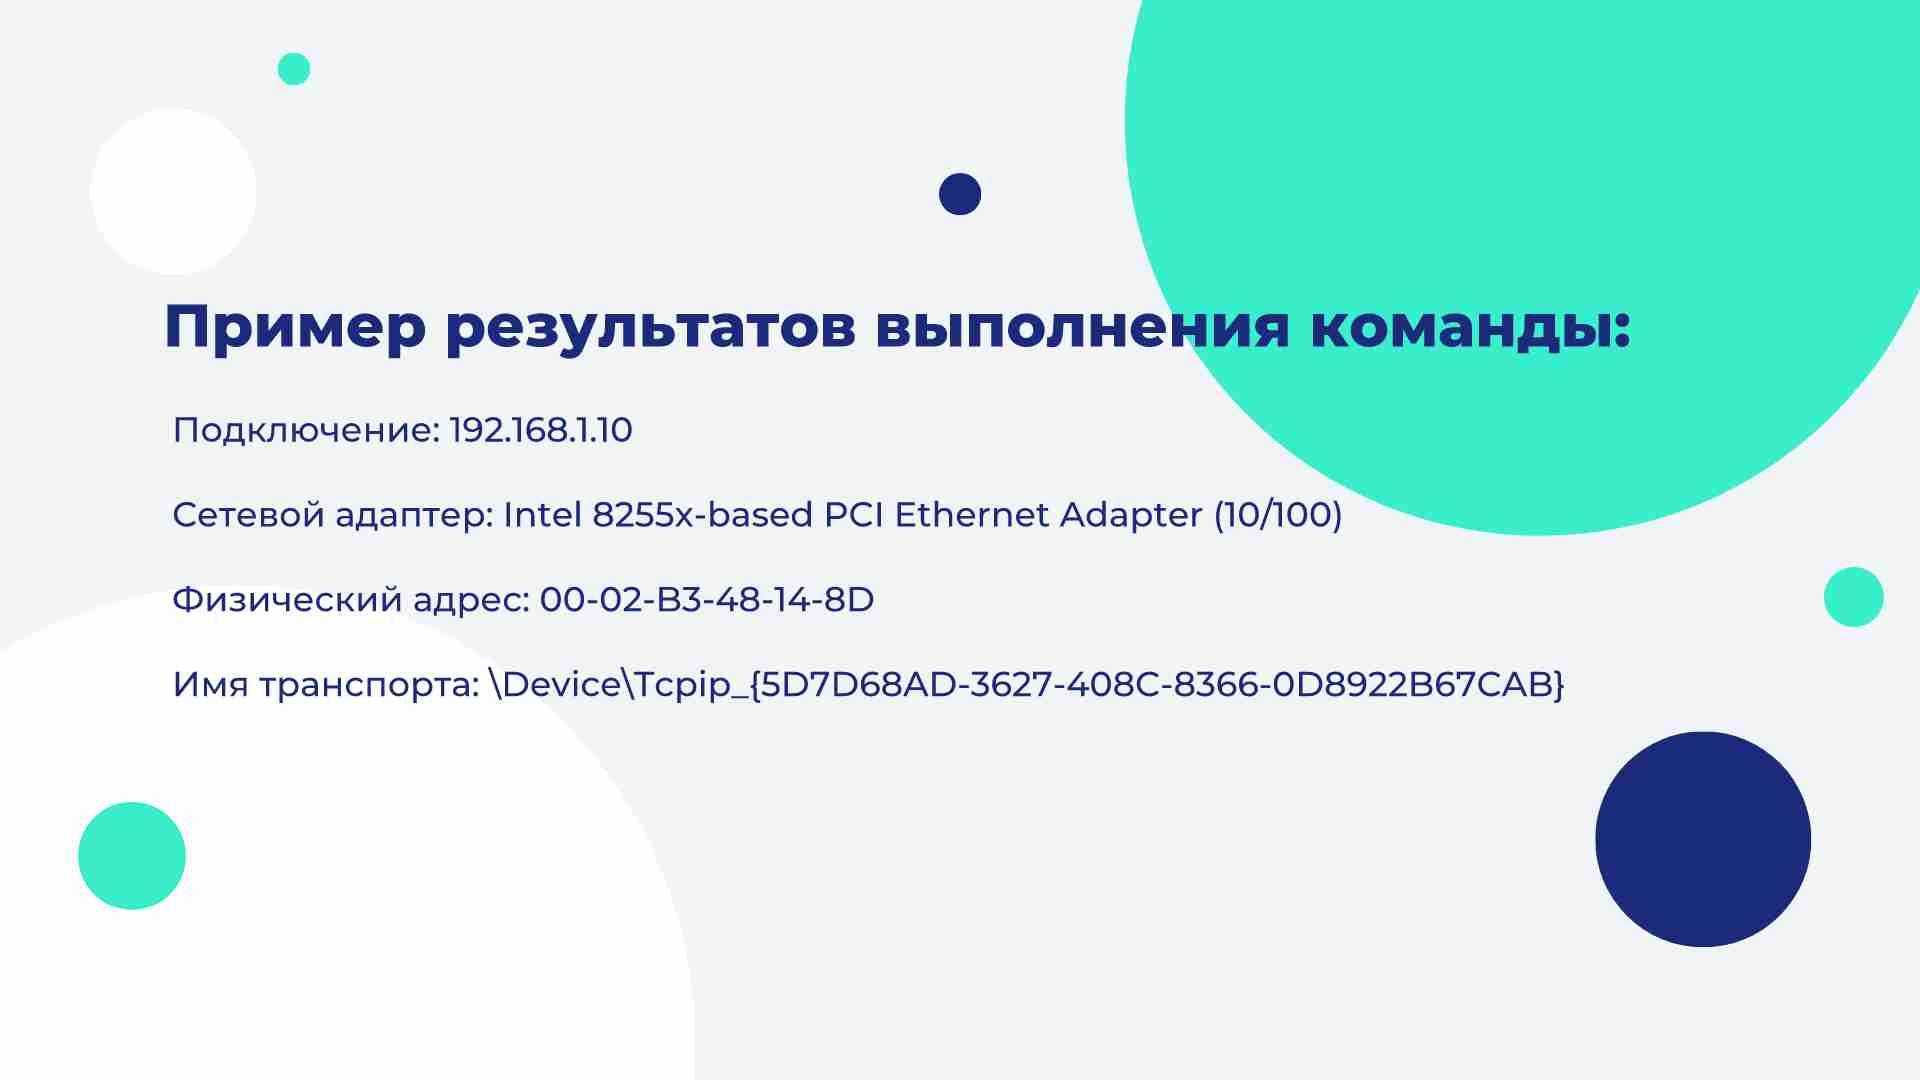 Пример результатов выполнения команды:
Подключение: 192.168.1.10
Сетевой адаптер: Intel 8255x-based PCI Ethernet Adapter (10/100)
Физический адрес: 00-02-B3-48-14-8D
Имя транспорта: \Device\Tcpip_{5D7D68AD-3627-408C-8366-0D8922B67CAB}